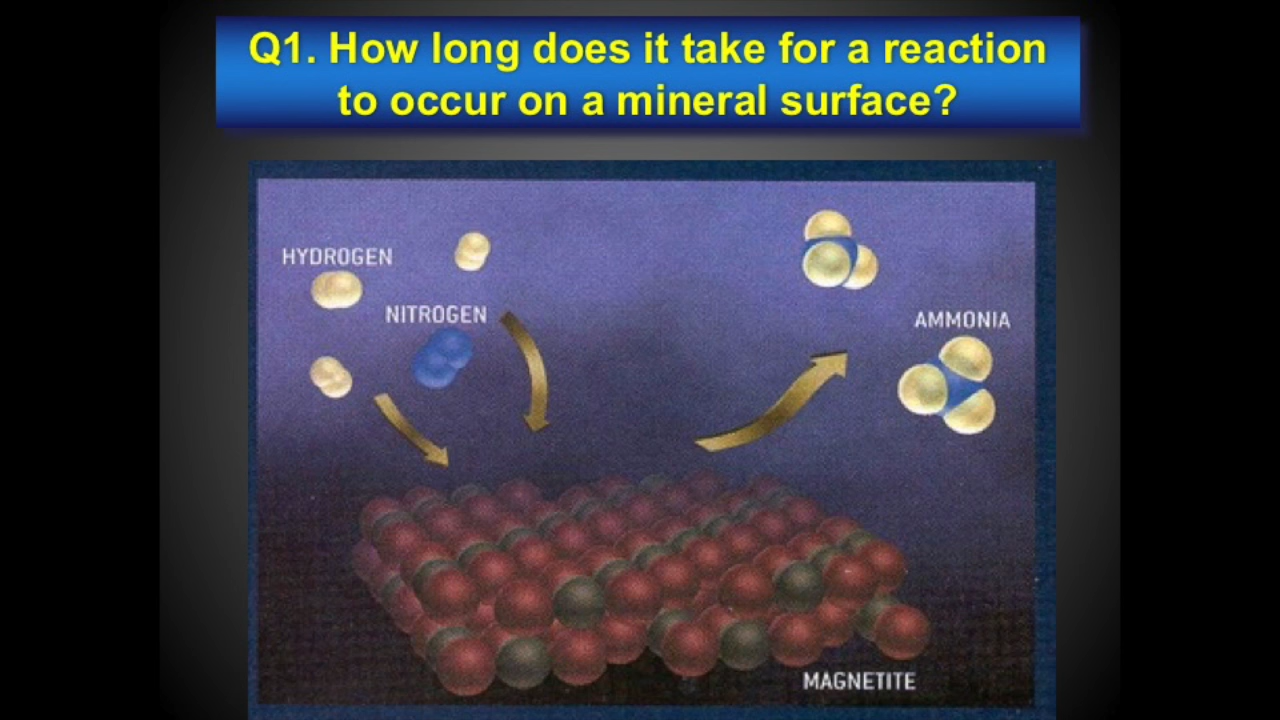 Q1. How long does it take for a reaction
to occur on a mineral surface?
HYDROGEN
NITROGEN
AMMONIA
MAGNETITE